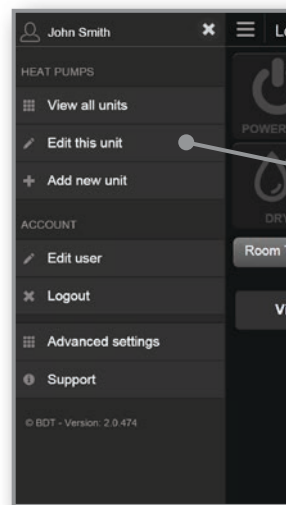 John Smith
HEAT PUMPS
View all units
Edit this unit
Add new unit
ACCOUNT
Edit user
Logout
Advanced settings
Support
© BDT - Version: 2.0.474
POWER
DRY
Room